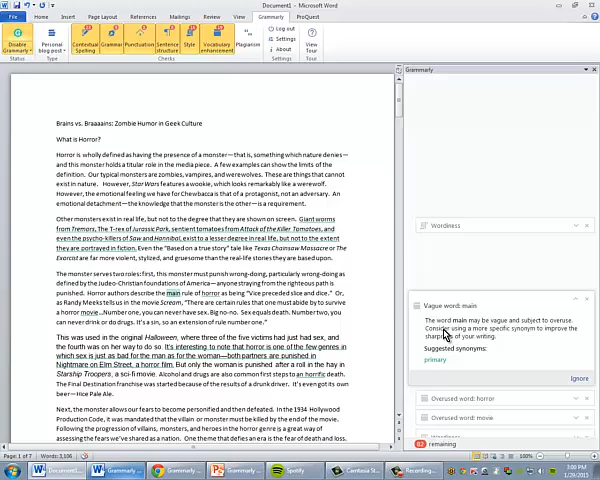 Document1 - Microsoft Word
File Home Insert Page Layout References Mailings Review View Grammarly ProQuest
Disable Grammarly
Personal blog post
Contextual Spelling
Grammar
Punctuation
Sentence structure
Style
Vocabulary enhancement
Plagiarism
Log out
Settings
About
View Tour
Status Type Checks Settings Tour
Grammarly
Brains vs. Braaaains: Zombie Humor in Geek Culture
What is Horror?
Horror is wholly defined as having the presence of a monster—that is, something which nature denies—
and this monster holds a titular role in the media piece. A few examples can show the limits of the
definition. Our typical monsters are zombies, vampires, and werewolves. These are things that cannot
exist in nature. However, Star Wars features a wookie, which looks remarkably like a werewolf.
However, the emotional feeling we have for Chewbacca is that of a protagonist, not an adversary. An
emotional detachment—the knowledge that the monster is the other—is a requirement.
Other monsters exist in real life, but not to the degree that they are shown on screen. Giant worms
from Tremors, The T-rex of Jurassic Park, sentient tomatoes from Attack of the Killer Tomatoes, and
even the psycho-killers of Saw and Hannibal, exist to a lesser degree in real life, but not to the extent
they are portrayed in fiction. Even the "Based on a true story" tale like Texas Chainsaw Massacre or The
Exorcist are far more violent, stylized, and gruesome than the real-life stories they are based upon.
The monster serves two roles: first, this monster must punish wrong-doing, particularly wrong-doing as
defined by the Judeo-Christian foundations of America—anyone straying from the righteous path is
punished. Horror authors describe the main rule of horror as being "Vice preceded slice and dice." Or,
as Randy Meeks tells us in the movie Scream, "There are certain rules that one must abide by to survive
a horror movie...Number one, you can never have sex. Big no-no. Sex equals death. Number two, you
can never drink or do drugs. It's a sin, so an extension of rule number one."
This was used in the original Halloween, where three of the five victims had just had sex, and
the fourth was on her way to do so. It's interesting to note that horror is one of the few genres in
which sex is just as bad for the man as for the woman—both partners are punished in
Nightmare on Elm Street, a horror film. But only the woman is punished after a roll in the hay in
Starship Troopers, a sci-fi movie. Alcohol and drugs are also common first steps to an horrific death.
The Final Destination franchise was started because of the results of a drunk driver. It's even got its own
beer—Hice Pale Ale.
Next, the monster allows our fears to become personified and then defeated. In the 1934 Hollywood
Production Code, it was mandated that the villain or monster must be killed by the end of the movie.
Following the progression of villains, monsters, and heroes in the horror genre is a great way of
assessing the fears we've shared as a nation. One theme that defines an era is the fear of death or loss.
Wordiness
Vague word: main
The word main may be vague and subject to overuse.
Consider using a more specific synonym to improve the
sharpness of your writing.
Suggested synonyms:
primary
Ignore
Overused word: horror
Overused word: movie
Wordiness
remaining
Page: 1 of 7 Words: 3,106 100%
Document1... Grammarly... Grammarly ... Grammarly... Spotify Camtasia St... Recording...
3:00 PM
1/29/2015